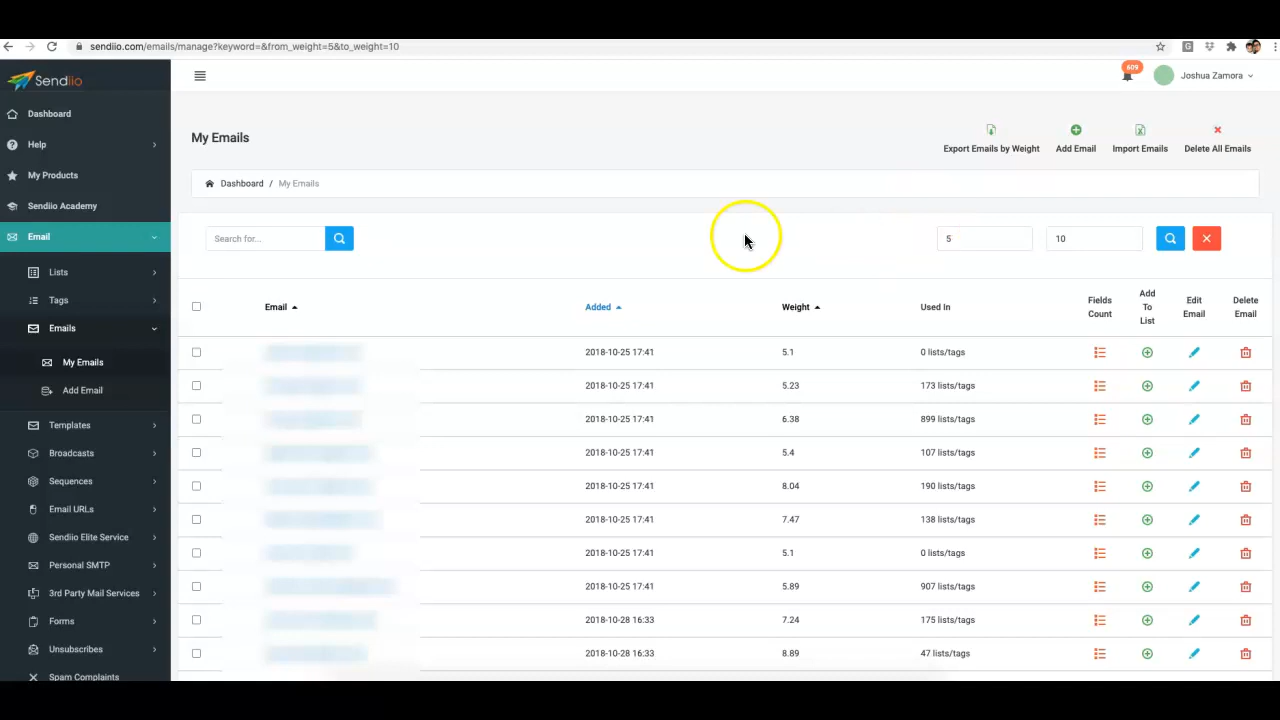 sendiio.com/emails/manage?keyword=&from_weight=5&to_weight=10
Sendiio
609
Joshua Zamora
Dashboard
Help
My Products
Sendiio Academy
Email
Lists
Tags
Emails
My Emails
Add Email
Templates
Broadcasts
Sequences
Email URLs
Sendiio Elite Service
Personal SMTP
3rd Party Mail Services
Forms
Unsubscribes
Spam Complaints
My Emails
Export Emails by Weight Add Email Import Emails Delete All Emails
Dashboard / My Emails
Search for... 5 10
Email Added Weight Used In Fields Count Add To List Edit Email Delete Email
2018-10-25 17:41 5.1 0 lists/tags
2018-10-25 17:41 5.23 173 lists/tags
2018-10-25 17:41 6.38 899 lists/tags
2018-10-25 17:41 5.4 107 lists/tags
2018-10-25 17:41 8.04 190 lists/tags
2018-10-25 17:41 7.47 138 lists/tags
2018-10-25 17:41 5.1 0 lists/tags
2018-10-25 17:41 5.89 907 lists/tags
2018-10-28 16:33 7.24 175 lists/tags
2018-10-28 16:33 8.89 47 lists/tags